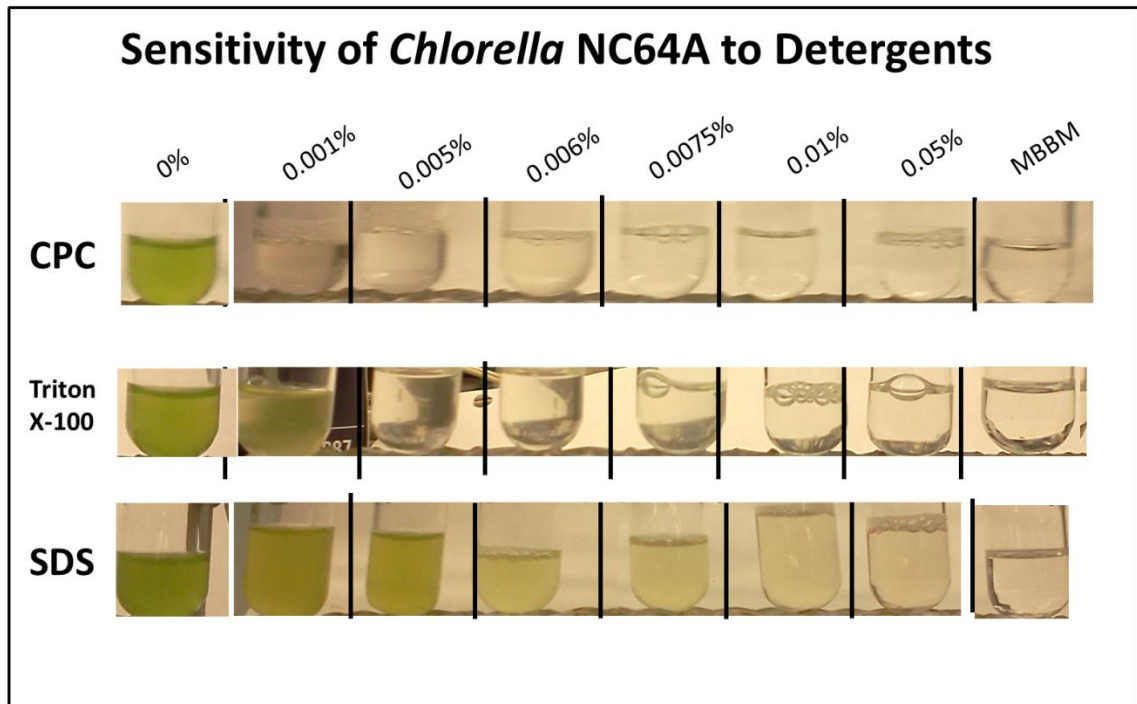 Sensitivity of Chlorella NC64A to Detergents
0% 0.001% 0.005% 0.006% 0.0075% 0.01% 0.05% MBBM
CPC
Triton
X-100
987
SDS